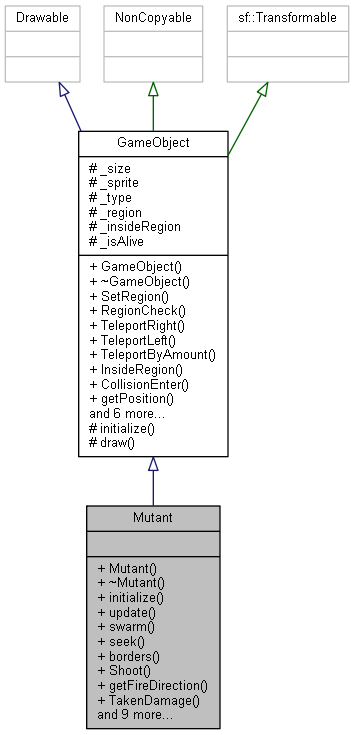 Drawable
NonCopyable
sf::Transformable
GameObject
# _size
# _sprite
# _type
# _region
# _insideRegion
# _isAlive
+ GameObject()
+ ~GameObject()
+ SetRegion()
+ RegionCheck()
+ TeleportRight()
+ TeleportLeft()
+ TeleportByAmount()
+ InsideRegion()
+ CollisionEnter()
+ getPosition()
and 6 more...
# initialize()
# draw()
Mutant
+ Mutant()
+ ~Mutant()
+ initialize()
+ update()
+ swarm()
+ seek()
+ borders()
+ Shoot()
+ getFireDirection()
+ TakenDamage()
and 9 more...